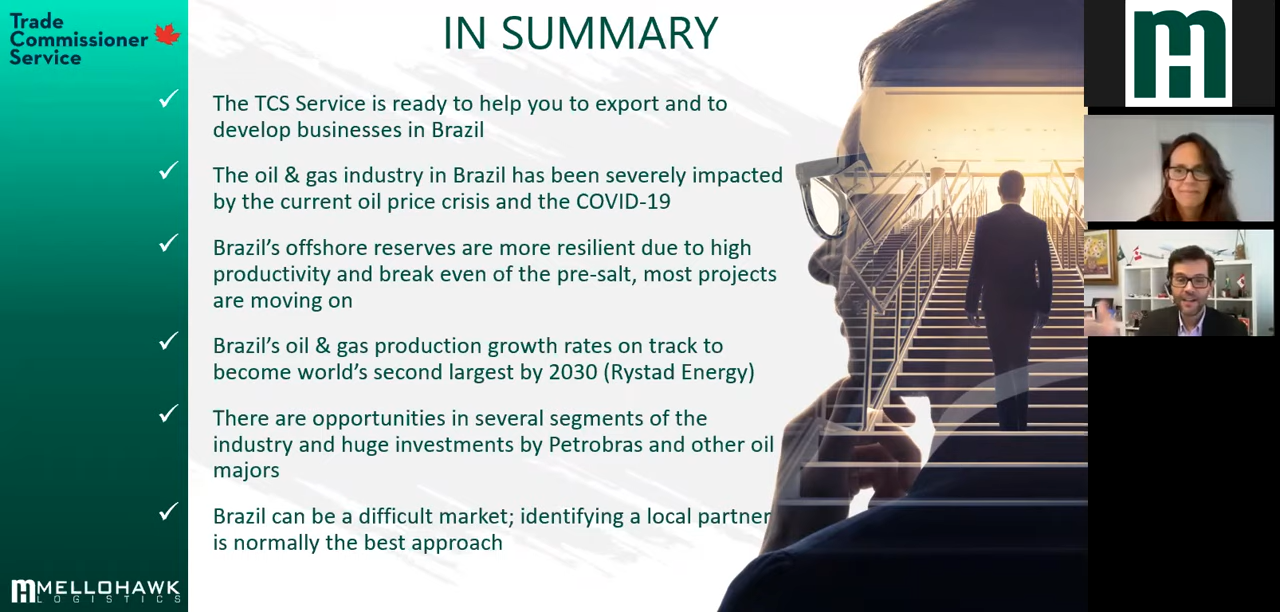 Trade
Commissioner
Service
IN SUMMARY
The TCS Service is ready to help you to export and to
develop businesses in Brazil
The oil & gas industry in Brazil has been severely impacted
by the current oil price crisis and the COVID-19
Brazil's offshore reserves are more resilient due to high
productivity and break even of the pre-salt, most projects
are moving on
Brazil's oil & gas production growth rates on track to
become world's second largest by 2030 (Rystad Energy)
There are opportunities in several segments of the
industry and huge investments by Petrobras and other oil
majors
Brazil can be a difficult market; identifying a local partner
is normally the best approach
MELLOHAWK
LOGISTICS